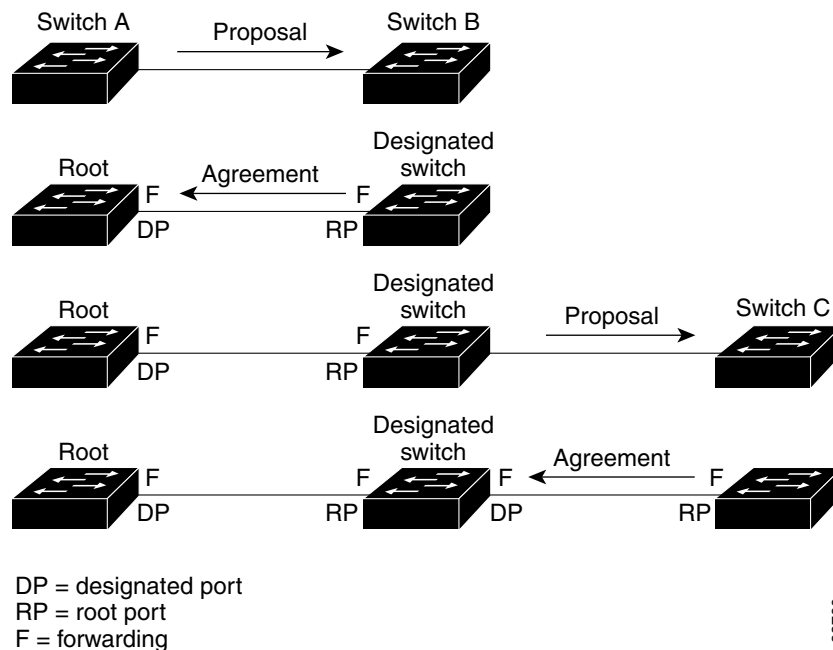 Switch A
Proposal
Switch B
Root
F
Agreement
F
Designated
switch
DP
RP
Root
F
F
Designated
switch
Proposal
Switch C
DP
RP
Root
F
F
Designated
switch
F
Agreement
F
DP
RP
DP
RP
DP = designated port
RP = root port
F = forwarding